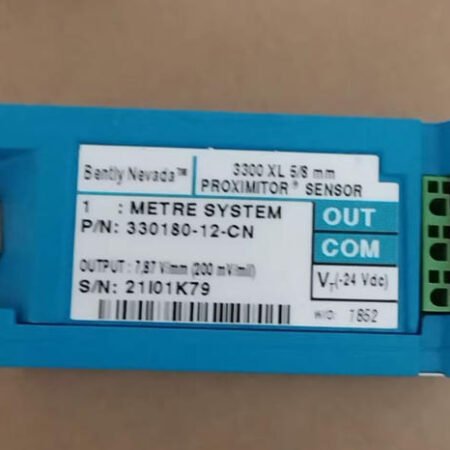 Bently Nevada™
3300 XL 5/8 mm
PROXIMITOR® SENSOR
1 : METRE SYSTEM
P/N: 330180-12-CN
OUTPUT : 7,87 V/mm (200 mV/mil)
S/N: 21I01K79
OUT
COM
VT(-24 Vdc)
W/O: 7852